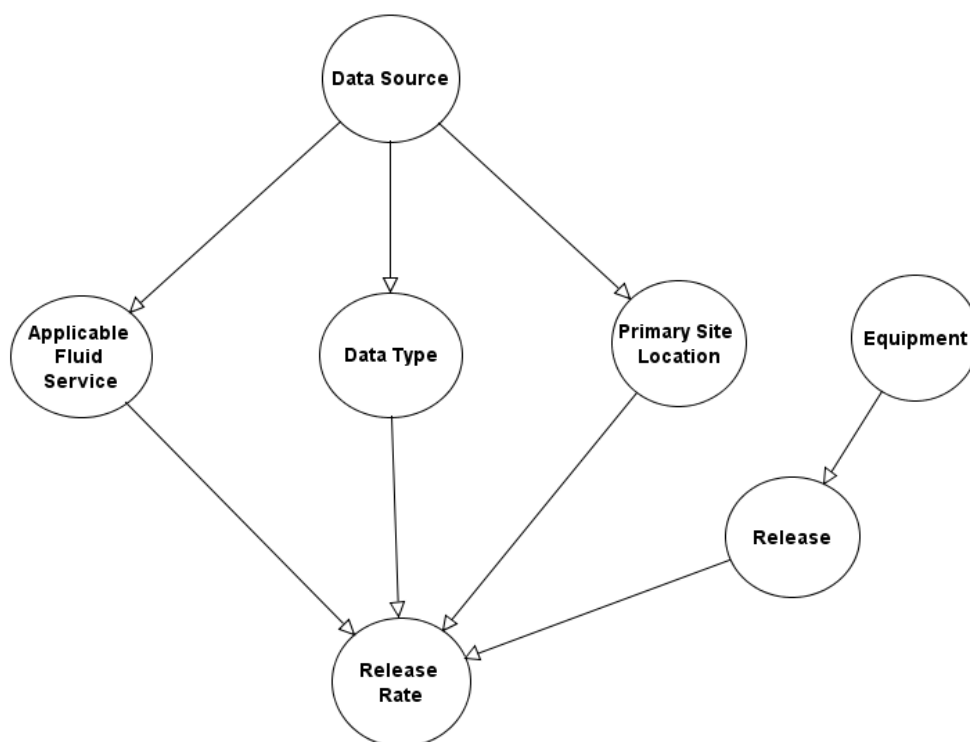 Data Source
Applicable
Fluid
Service
Data Type
Primary Site
Location
Equipment
Release
Release
Rate